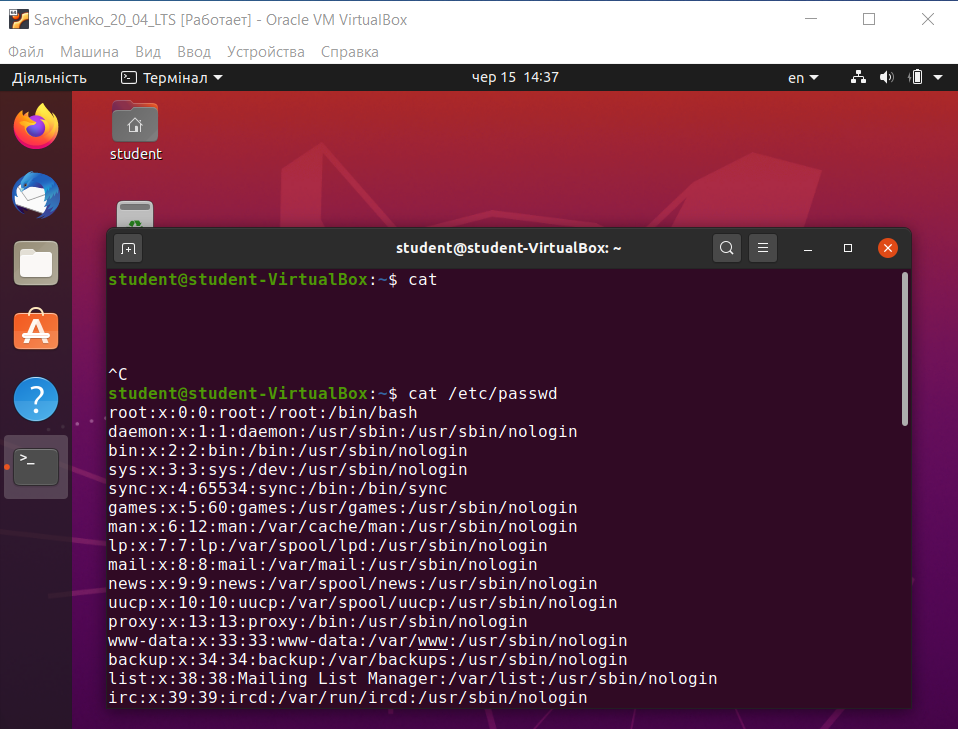 Savchenko_20_04_LTS [Работает] - Oracle VM VirtualBox
Файл Машина Вид Ввод Устройства Справка
Діяльність Термінал чер 15 14:37 en
student
student@student-VirtualBox: ~
student@student-VirtualBox:~$ cat
^C
student@student-VirtualBox:~$ cat /etc/passwd
root:x:0:0:root:/root:/bin/bash
daemon:x:1:1:daemon:/usr/sbin:/usr/sbin/nologin
bin:x:2:2:bin:/bin:/usr/sbin/nologin
sys:x:3:3:sys:/dev:/usr/sbin/nologin
sync:x:4:65534:sync:/bin:/bin/sync
games:x:5:60:games:/usr/games:/usr/sbin/nologin
man:x:6:12:man:/var/cache/man:/usr/sbin/nologin
lp:x:7:7:lp:/var/spool/lpd:/usr/sbin/nologin
mail:x:8:8:mail:/var/mail:/usr/sbin/nologin
news:x:9:9:news:/var/spool/news:/usr/sbin/nologin
uucp:x:10:10:uucp:/var/spool/uucp:/usr/sbin/nologin
proxy:x:13:13:proxy:/bin:/usr/sbin/nologin
www-data:x:33:33:www-data:/var/www:/usr/sbin/nologin
backup:x:34:34:backup:/var/backups:/usr/sbin/nologin
list:x:38:38:Mailing List Manager:/var/list:/usr/sbin/nologin
irc:x:39:39:ircd:/var/run/ircd:/usr/sbin/nologin